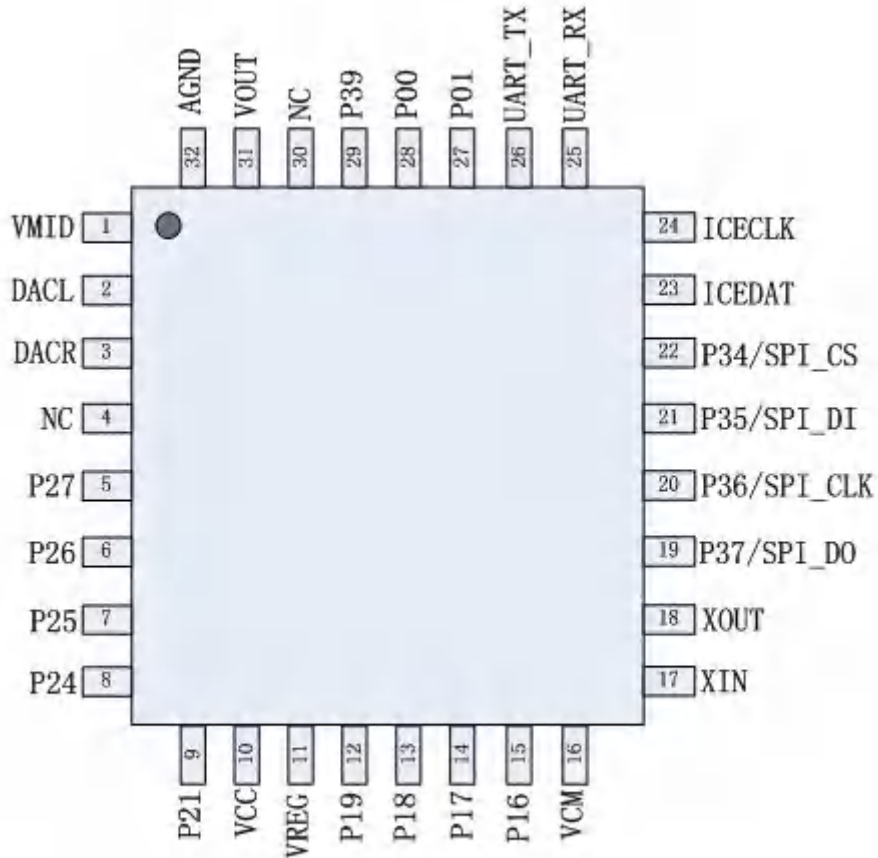 AGND VOUT NC P39 P00 P01 UART_TX UART_RX
32 31 30 29 28 27 26 25
VMID 1 24 ICECLK
DACL 2 23 ICEDAT
DACR 3 22 P34/SPI_CS
NC 4 21 P35/SPI_DI
P27 5 20 P36/SPI_CLK
P26 6 19 P37/SPI_DO
P25 7 18 XOUT
P24 8 17 XIN
9 10 11 12 13 14 15 16
P21 VCC VREG P19 P18 P17 P16 VCM